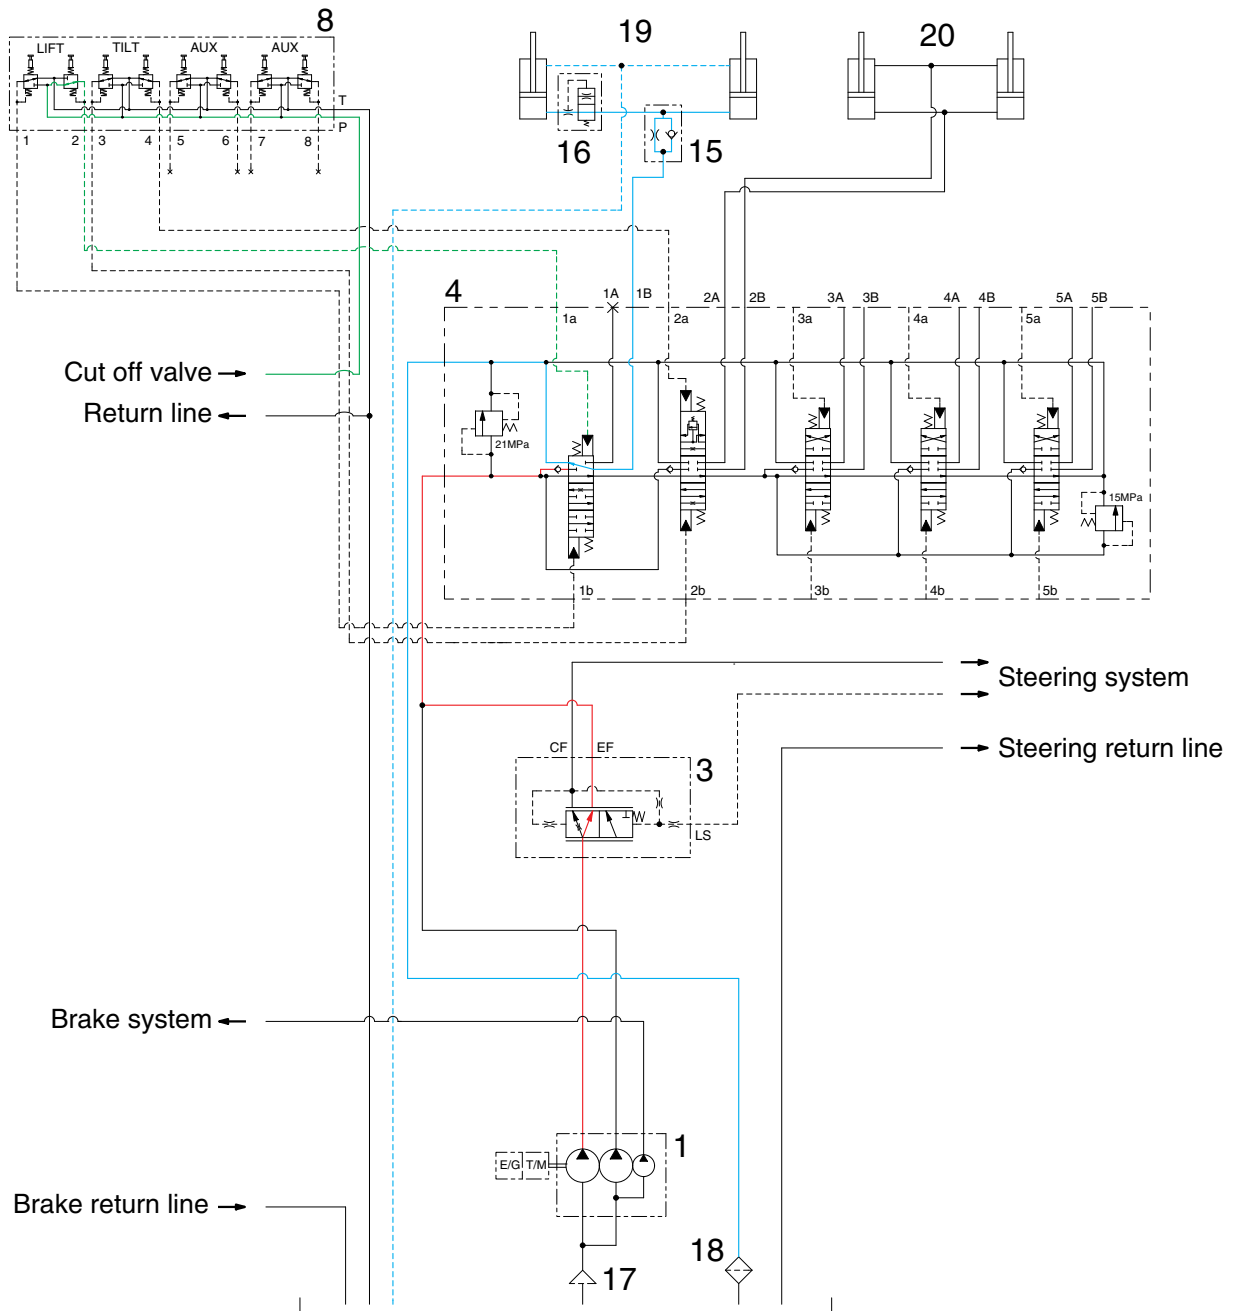 8
19
20
LIFT TILT AUX AUX
T
P
1 2 3 4 5 6 7 8
16 15
4
1A 1B 2A 2B 3A 3B 4A 4B 5A 5B
1a 2a 3a 4a 5a
Cut off valve
Return line
21MPa
15MPa
1b 2b 3b 4b 5b
Steering system
Steering return line
CF EF 3
LS
Brake system
1
E/G T/M
Brake return line
18
17